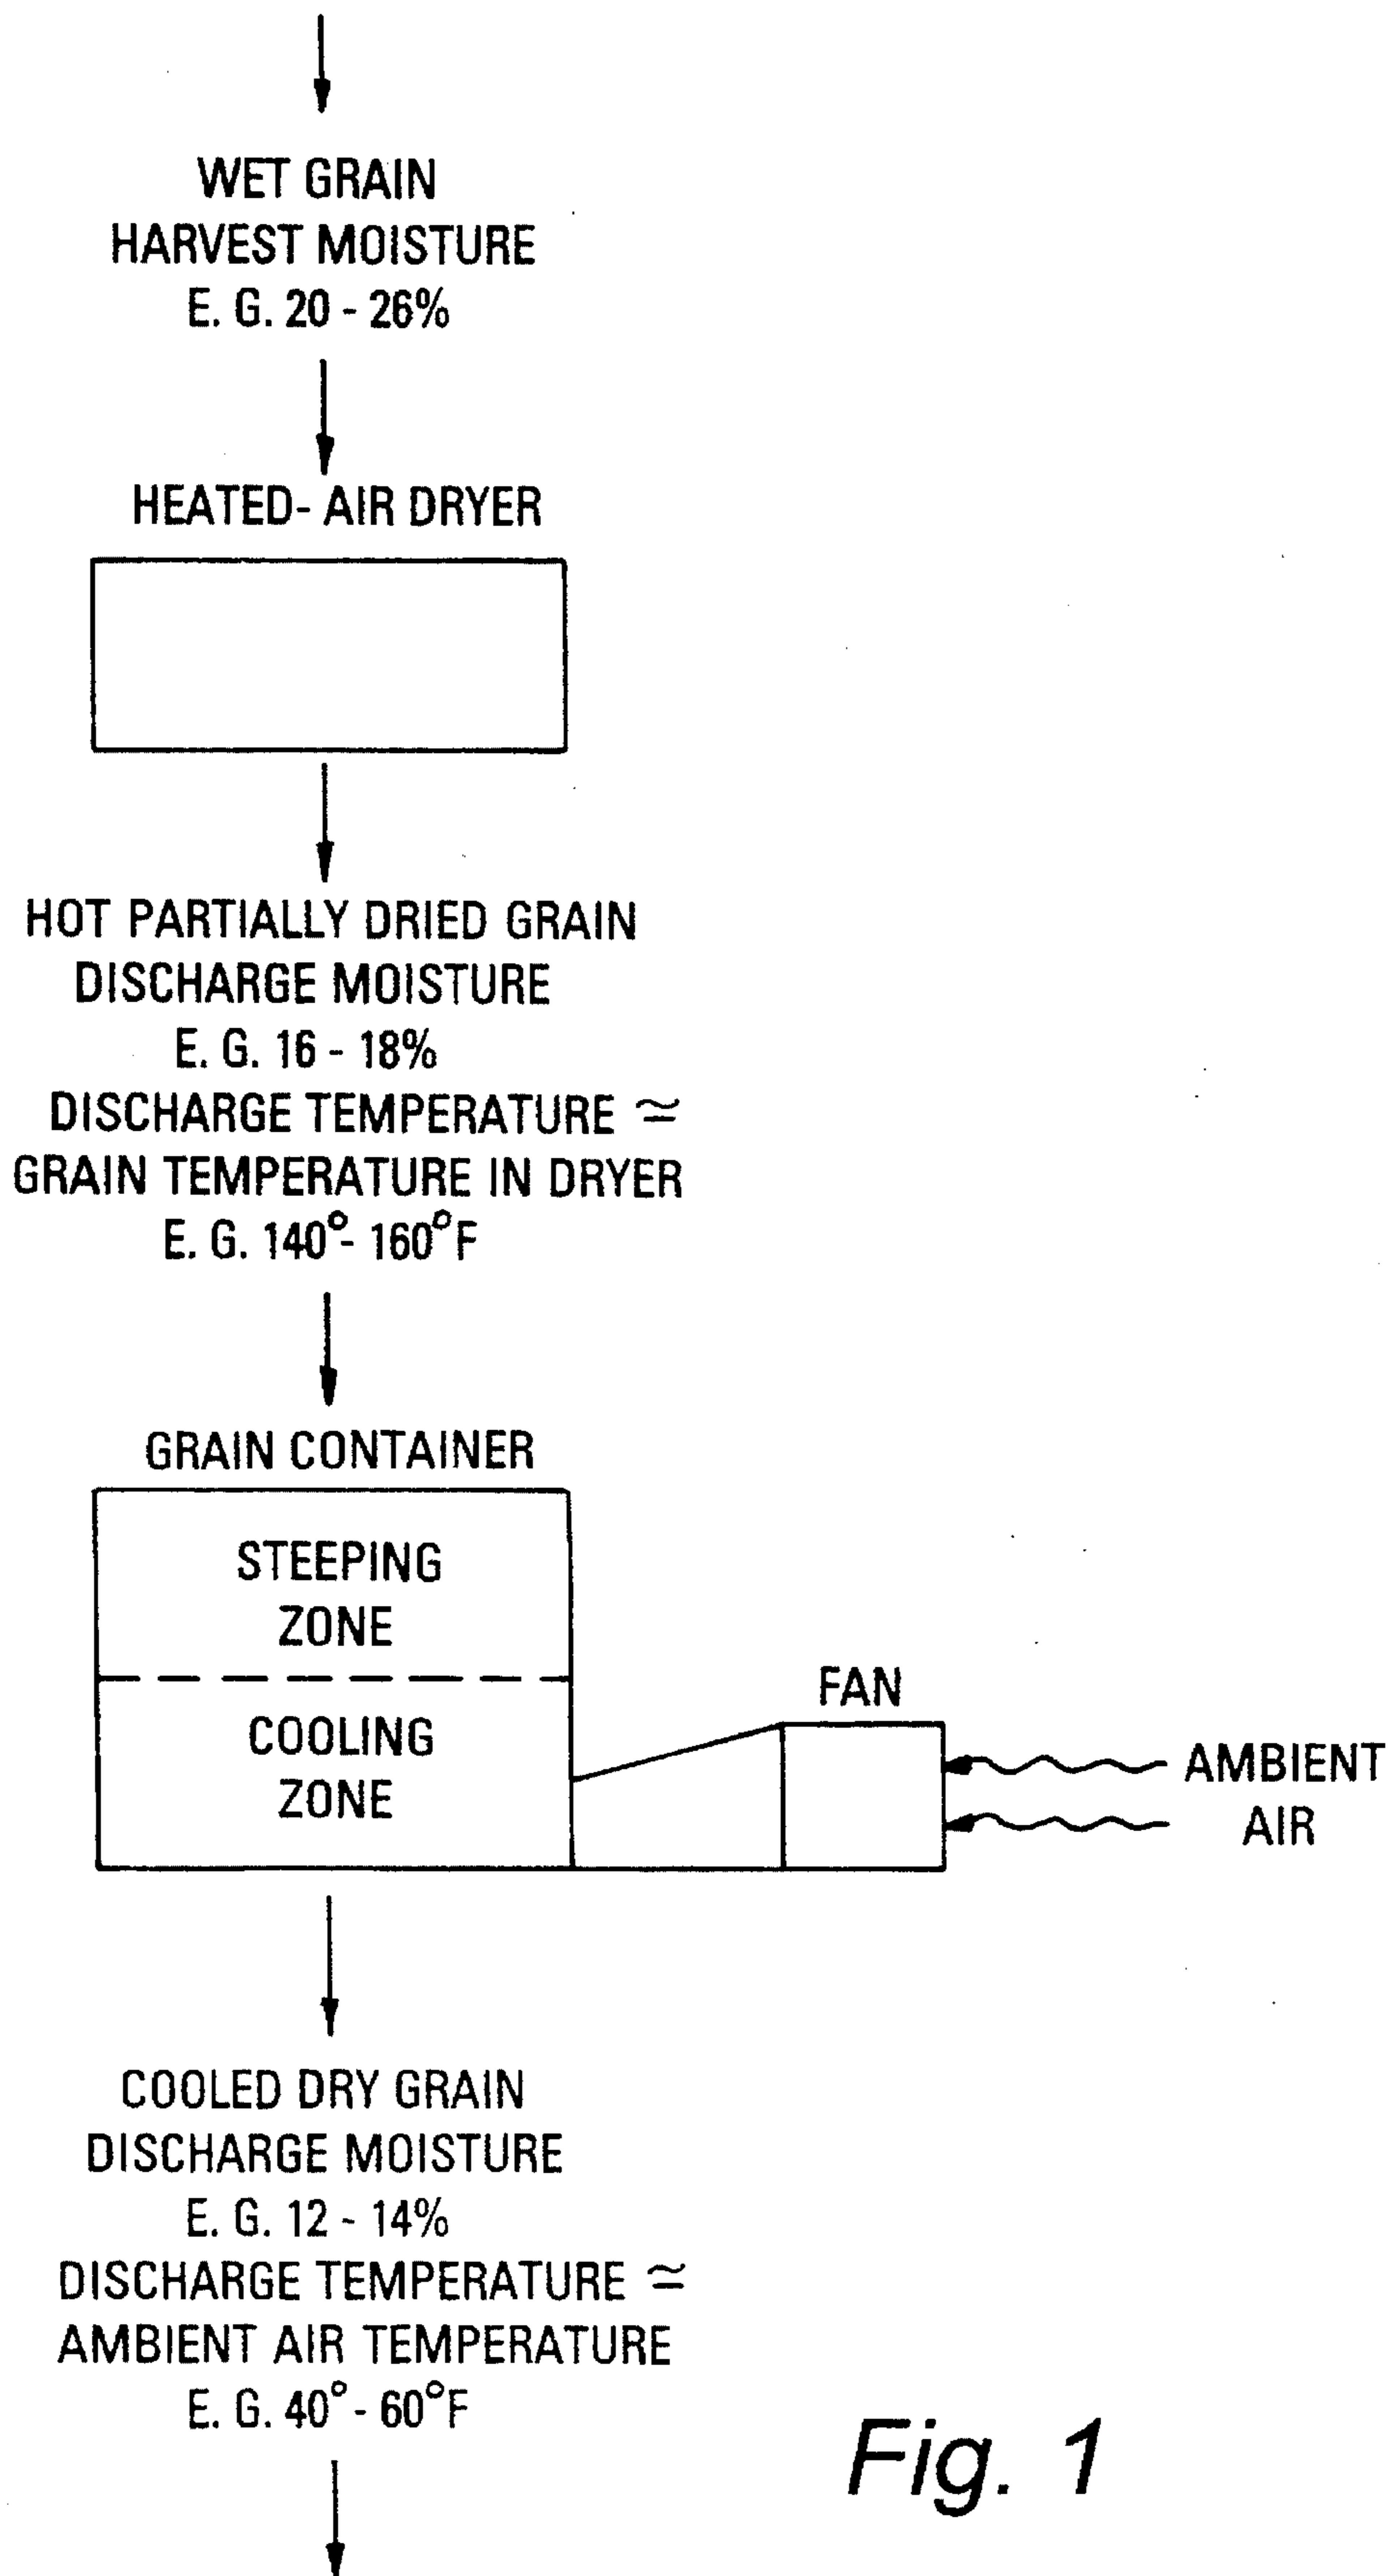 WET GRAIN
HARVEST MOISTURE
E. G. 20 - 26%
HEATED- AIR DRYER
HOT PARTIALLY DRIED GRAIN
DISCHARGE MOISTURE
E. G. 16 - 18%
DISCHARGE TEMPERATURE ≃
GRAIN TEMPERATURE IN DRYER
E. G. 140°- 160°F
GRAIN CONTAINER
STEEPING
ZONE
COOLING
ZONE
FAN
AMBIENT
AIR
COOLED DRY GRAIN
DISCHARGE MOISTURE
E. G. 12 - 14%
DISCHARGE TEMPERATURE ≃
AMBIENT AIR TEMPERATURE
E. G. 40° - 60°F
Fig. 1